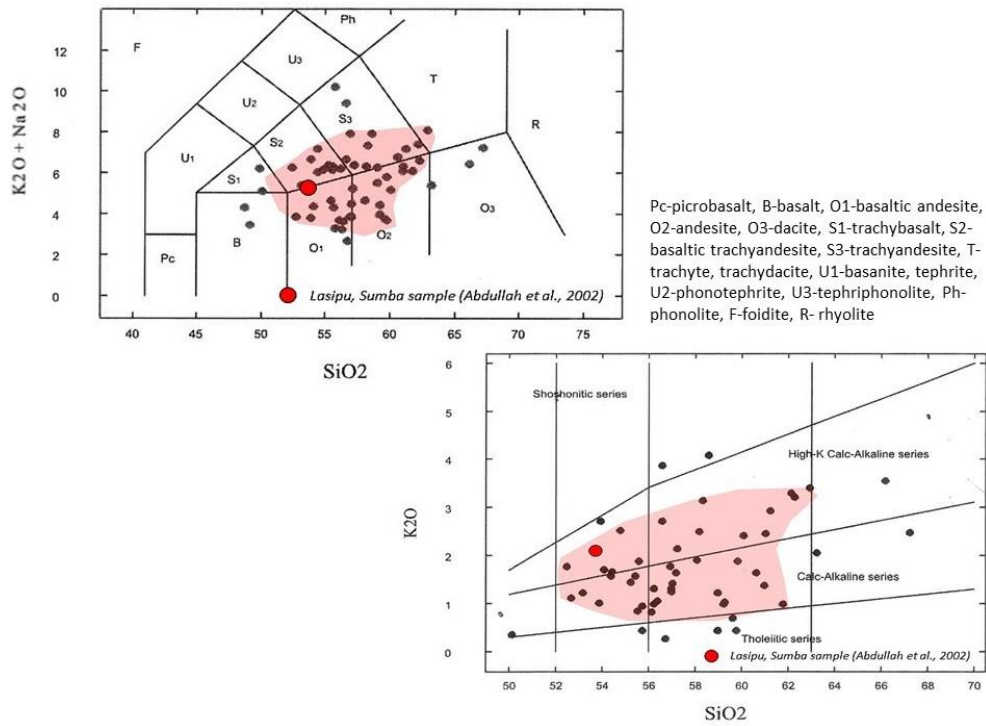 K2O + Na2O
12
10
8
6
4
2
0
F
Ph
U3
U2
U1
S3
S2
S1
T
R
B
Pc
O1
O2
O3
Lasipu, Sumba sample (Abdullah et al., 2002)
40 45 50 55 60 65 70 75
SiO2
Pc-picrobasalt, B-basalt, O1-basaltic andesite,
O2-andesite, O3-dacite, S1-trachybasalt, S2-
basaltic trachyandesite, S3-trachyandesite, T-
trachyte, trachydacite, U1-basanite, tephrite,
U2-phonotephrite, U3-tephriphonolite, Ph-
phonolite, F-foidite, R- rhyolite
K2O
6
5
4
3
2
1
0
Shoshonitic series
High-K Calc-Alkaline series
Calc-Alkaline series
Tholeiitic series
Lasipu, Sumba sample (Abdullah et al., 2002)
50 52 54 56 58 60 62 64 66 68 70
SiO2